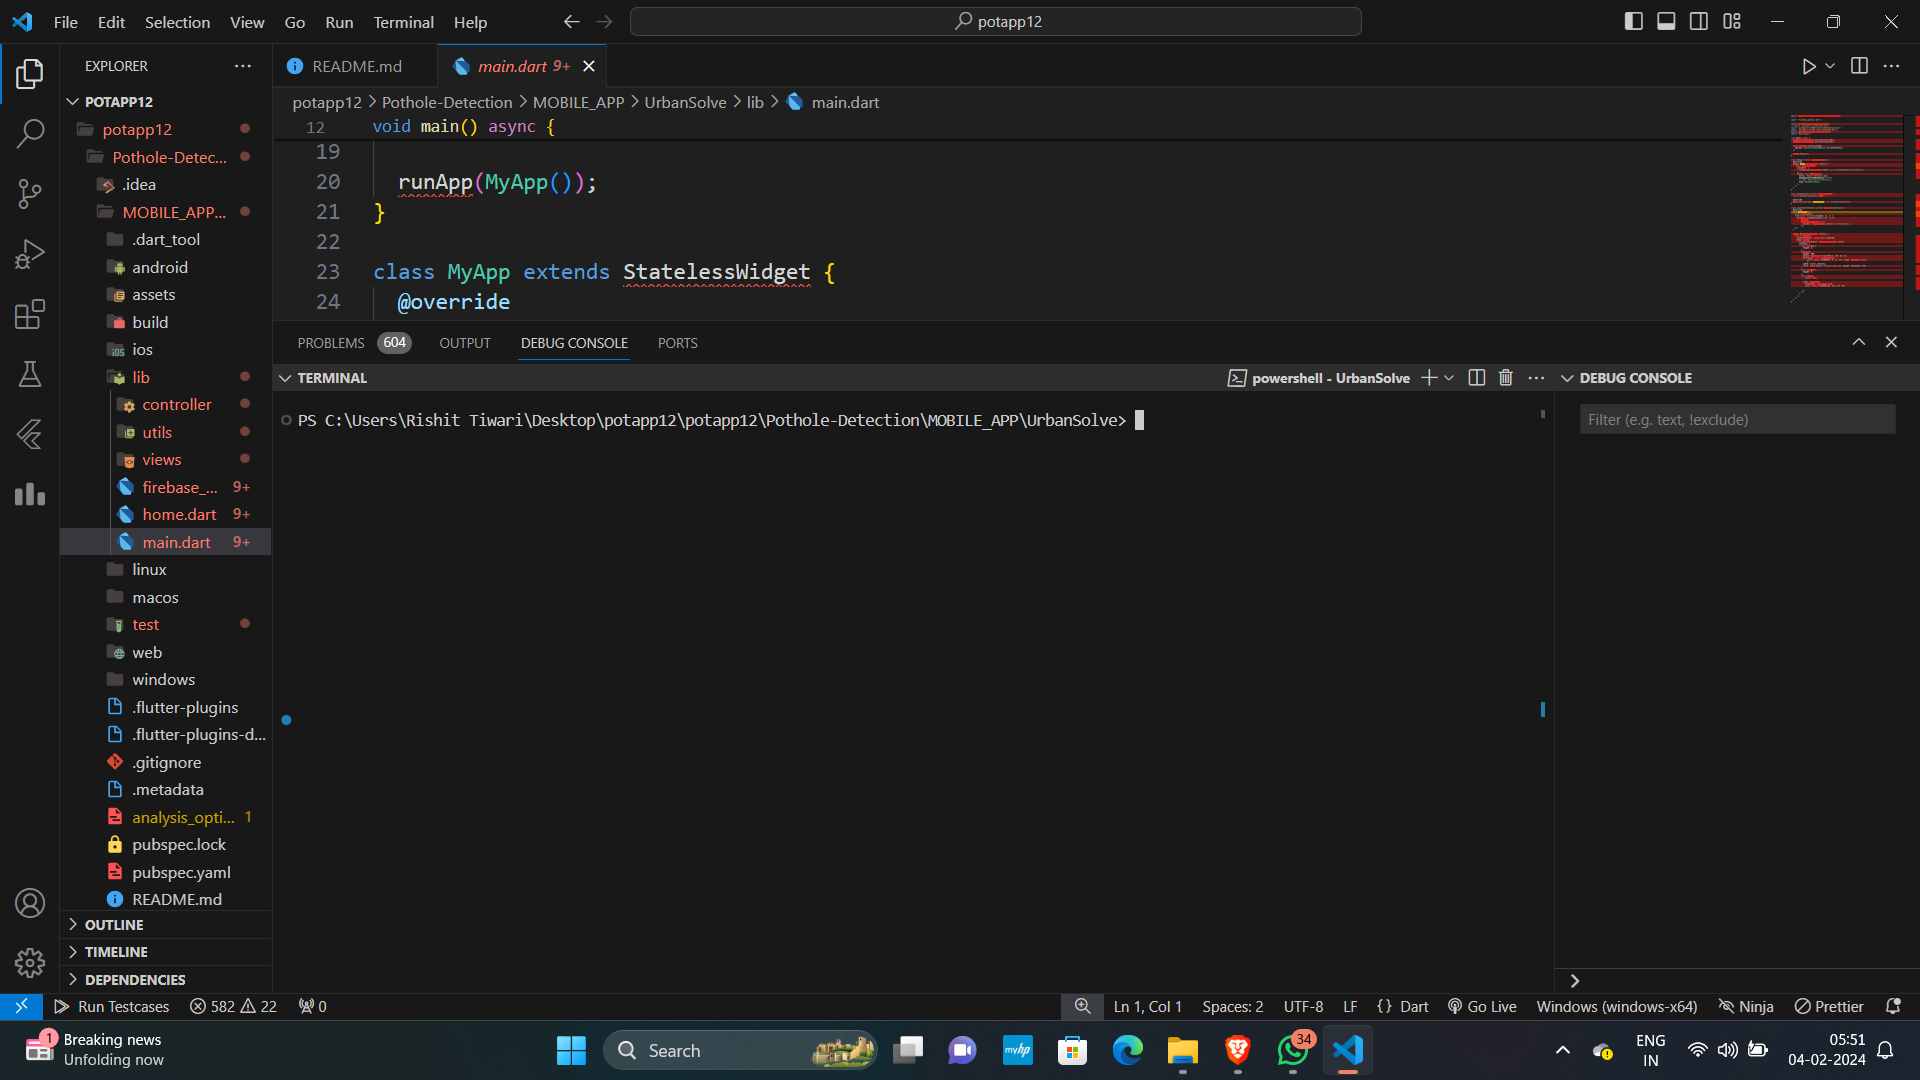 File Edit Selection View Go Run Terminal Help
potapp12
EXPLORER
POTAPP12
potapp12
Pothole-Detec...
.idea
MOBILE_APP...
.dart_tool
android
assets
build
ios
lib
controller
utils
views
firebase_... 9+
home.dart 9+
main.dart 9+
linux
macos
test
web
windows
.flutter-plugins
.flutter-plugins-d...
.gitignore
.metadata
analysis_opti... 1
pubspec.lock
pubspec.yaml
README.md
OUTLINE
TIMELINE
DEPENDENCIES
README.md
main.dart 9+
potapp12 > Pothole-Detection > MOBILE_APP > UrbanSolve > lib > main.dart
12 void main() async {
19
20 runApp(MyApp());
21 }
22
23 class MyApp extends StatelessWidget {
24 @override
PROBLEMS 604 OUTPUT DEBUG CONSOLE PORTS
TERMINAL
powershell - UrbanSolve
DEBUG CONSOLE
PS C:\Users\Rishit Tiwari\Desktop\potapp12\potapp12\Pothole-Detection\MOBILE_APP\UrbanSolve>
Filter (e.g. text, !exclude)
Run Testcases 582 22 0
Ln 1, Col 1 Spaces: 2 UTF-8 LF {} Dart Go Live Windows (windows-x64) Ninja Prettier
1
Breaking news
Unfolding now
Search
myhp
34
ENG
IN
05:51
04-02-2024